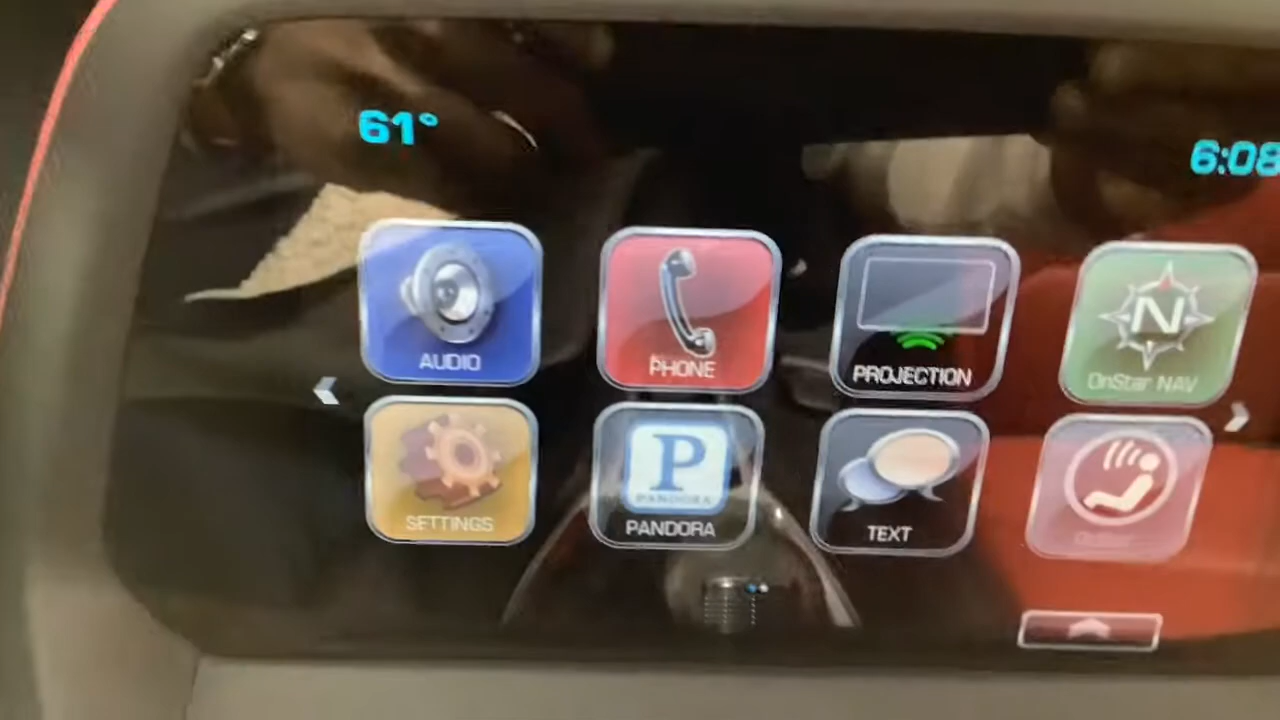 61°
6:08
AUDIO
PHONE
PROJECTION
N
OnStar NAV
SETTINGS
P
PANDORA
PANDORA
TEXT